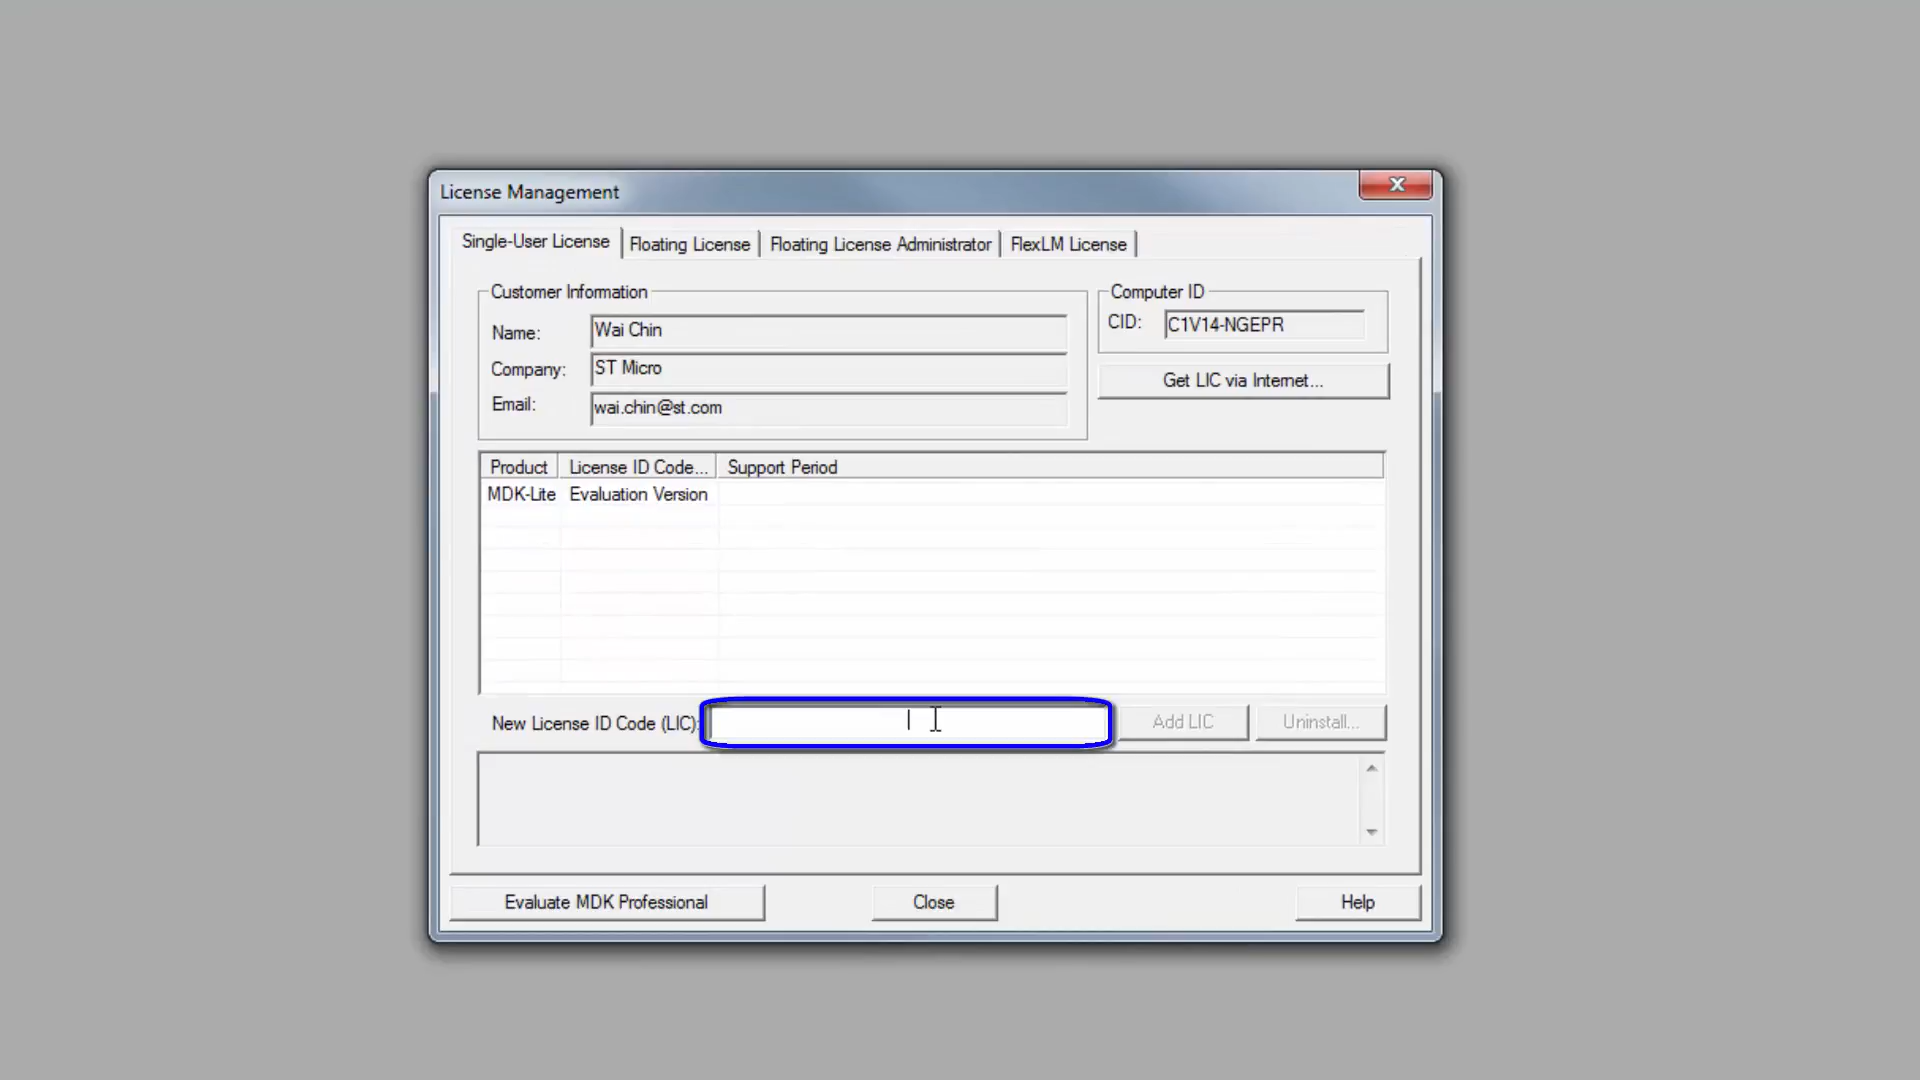 License Management
Single-User License Floating License Floating License Administrator FlexLM License
Customer Information
Name: Wai Chin
Company: ST Micro
Email: wai.chin@st.com
Computer ID
CID: C1V14-NGEPR
Get LIC via Internet...
Product License ID Code... Support Period
MDK-Lite Evaluation Version
New License ID Code (LIC): Add LIC Uninstall...
Evaluate MDK Professional Close Help